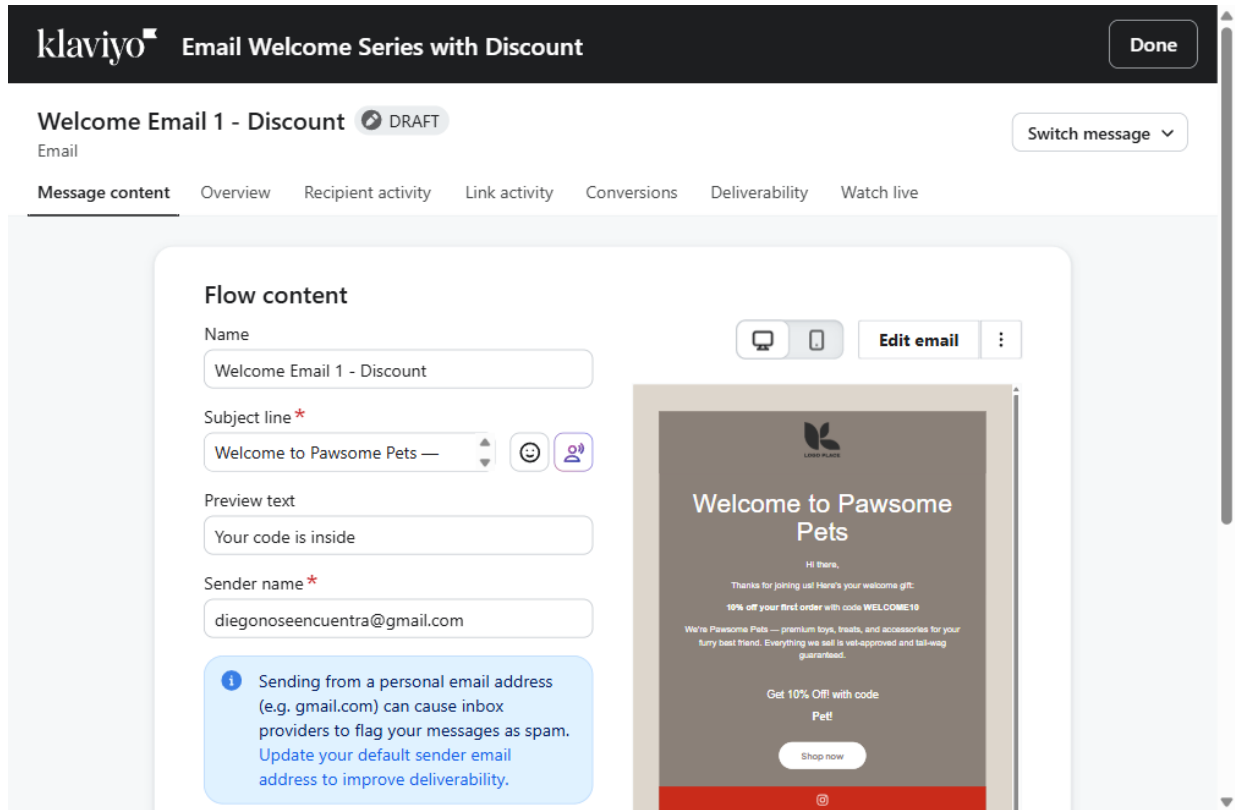 klaviyo Email Welcome Series with Discount Done
Welcome Email 1 - Discount DRAFT
Email
Switch message
Message content Overview Recipient activity Link activity Conversions Deliverability Watch live
Flow content
Name
Welcome Email 1 - Discount
Subject line*
Welcome to Pawsome Pets —
Preview text
Your code is inside
Sender name*
diegonoseencuentra@gmail.com
Sending from a personal email address
(e.g. gmail.com) can cause inbox
providers to flag your messages as spam.
Update your default sender email
address to improve deliverability.
Edit email
LOGO PLACE
Welcome to Pawsome
Pets
Hi there,
Thanks for joining us! Here's your welcome gift:
10% off your first order with code WELCOME10
We're Pawsome Pets — premium toys, treats, and accessories for your
furry best friend. Everything we sell is vet-approved and tail-wag
guaranteed.
Get 10% Off! with code
Pet!
Shop now